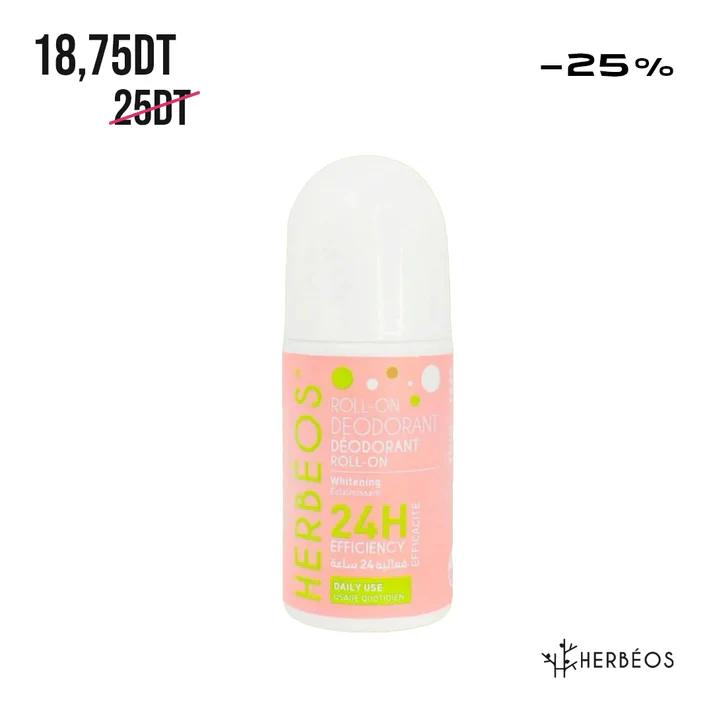 18,75DT
25DT
-25%
HERBÉOS
ROLL-ON
DEODORANT
DÉODORANT
ROLL-ON
Whitening
Éclaircissant
24H
EFFICIENCY
EFFICACITÉ
فعالية 24 ساعة
DAILY USE
USAGE QUOTIDIEN
HERBÉOS